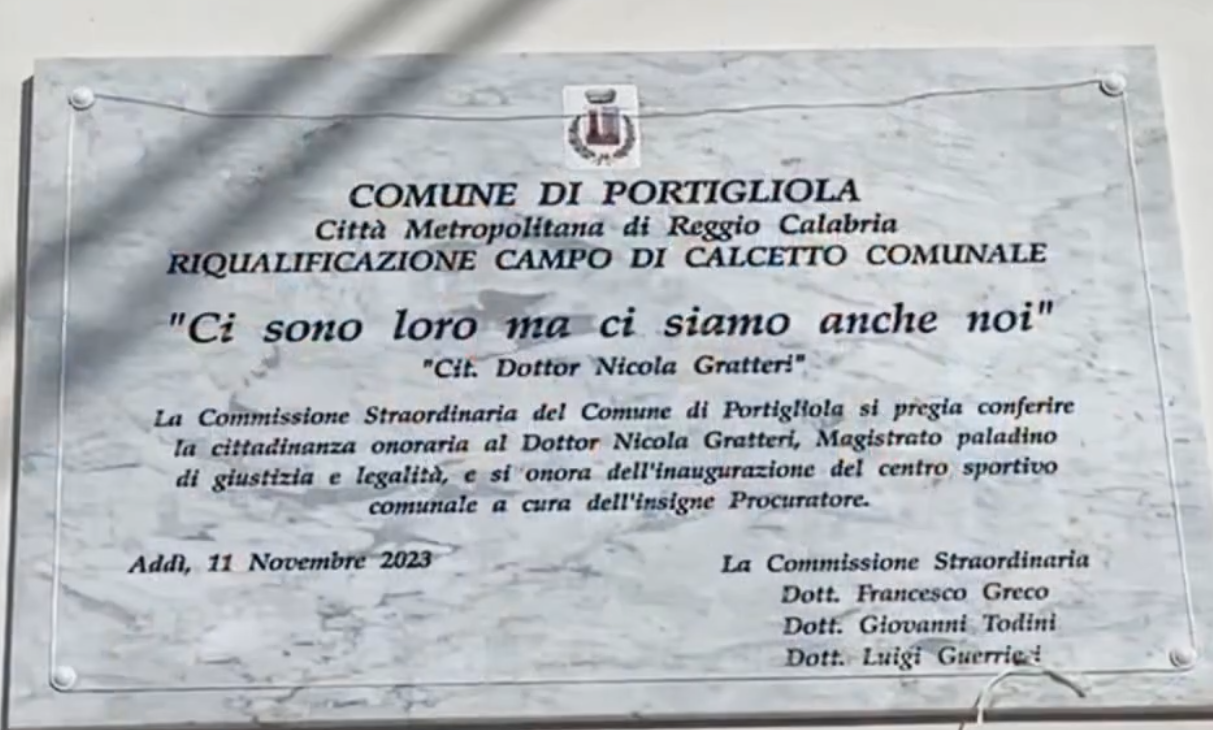 COMUNE DI PORTIGLIOLA
Città Metropolitana di Reggio Calabria
RIQUALIFICAZIONE CAMPO DI CALCETTO COMUNALE
"Ci sono loro ma ci siamo anche noi"
"Cit. Dottor Nicola Gratteri"
La Commissione Straordinaria del Comune di Portigliola si pregia conferire
la cittadinanza onoraria al Dottor Nicola Gratteri, Magistrato paladino
di giustizia e legalità, e si onora dell'inaugurazione del centro sportivo
comunale a cura dell'insigne Procuratore.
Addì, 11 Novembre 2023
La Commissione Straordinaria
Dott. Francesco Greco
Dott. Giovanni Todini
Dott. Luigi Guerrieri